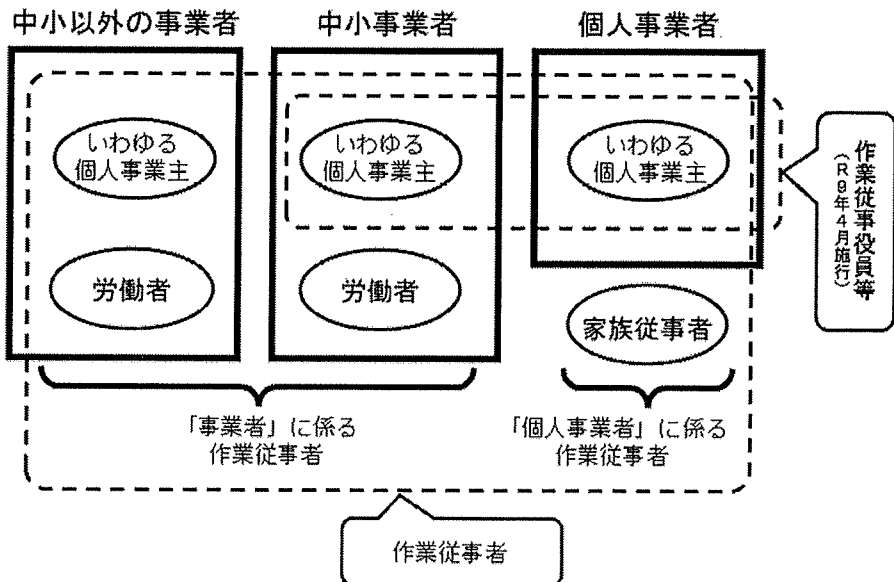 中小以外の事業者
中小事業者
個人事業者
いわゆる
個人事業主
いわゆる
個人事業主
いわゆる
個人事業主
作業従事役員等
（R9年4月施行）
労働者
労働者
家族従事者
「事業者」に係る
作業従事者
「個人事業者」に係る
作業従事者
作業従事者